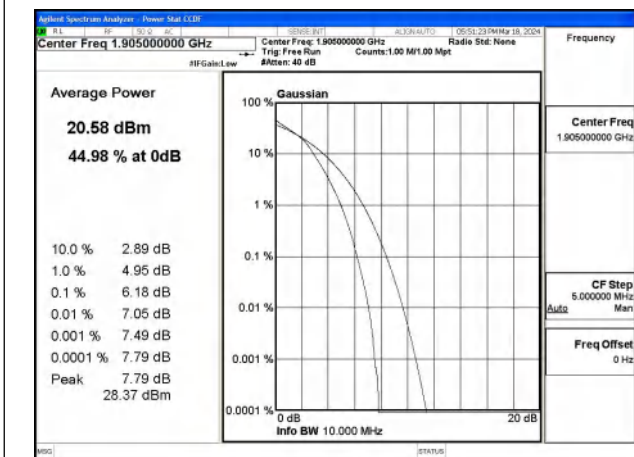 Agilent Spectrum Analyzer - Power Stat CCDF
RL RF 50 Ω AC SENSE:INT ALIGNAUTO 05:51:23 PM Mar 18, 2024
Center Freq 1.905000000 GHz
Center Freq: 1.905000000 GHz Radio Std: None
Trig: Free Run Counts:1.00 M/1.00 Mpt
#IFGain:Low #Atten: 40 dB
Frequency
Average Power
20.58 dBm
44.98 % at 0dB
10.0 % 2.89 dB
1.0 % 4.95 dB
0.1 % 6.18 dB
0.01 % 7.05 dB
0.001 % 7.49 dB
0.0001 % 7.79 dB
Peak 7.79 dB
28.37 dBm
Gaussian
100 %
10 %
1 %
0.1 %
0.01 %
0.001 %
0.0001 %
0 dB 20 dB
Info BW 10.000 MHz
Center Freq
1.905000000 GHz
CF Step
5.000000 MHz
Auto Man
Freq Offset
0 Hz
MSG STATUS